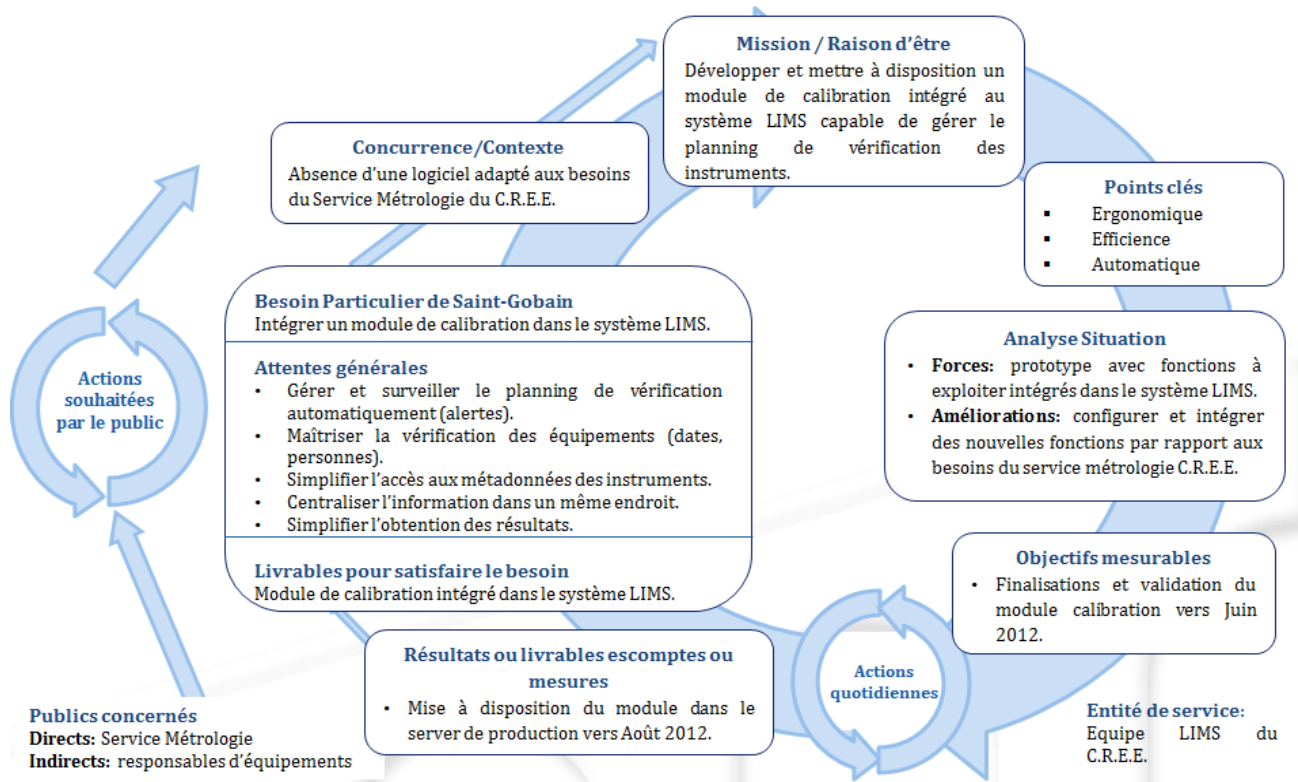 Mission / Raison d’être
Développer et mettre à disposition un
module de calibration intégré au
système LIMS capable de gérer le
planning de vérification des
instruments.
Concurrence/Contexte
Absence d’une logiciel adapté aux besoins
du Service Métrologie du C.R.E.E.
Points clés
▪ Ergonomique
▪ Efficience
▪ Automatique
Besoin Particulier de Saint-Gobain
Intégrer un module de calibration dans le système LIMS.
Attentes générales
• Gérer et surveiller le planning de vérification
automatiquement (alertes).
• Maîtriser la vérification des équipements (dates,
personnes).
• Simplifier l’accès aux métadonnées des instruments.
• Centraliser l’information dans un même endroit.
• Simplifier l’obtention des résultats.
Livrables pour satisfaire le besoin
Module de calibration intégré dans le système LIMS.
Actions
souhaitées
par le public
Analyse Situation
• Forces: prototype avec fonctions à
exploiter intégrés dans le système LIMS.
• Améliorations: configurer et intégrer
des nouvelles fonctions par rapport aux
besoins du service métrologie C.R.E.E.
Objectifs mesurables
• Finalisations et validation du
module calibration vers Juin
2012.
Résultats ou livrables escomptes ou
mesures
• Mise à disposition du module dans le
server de production vers Août 2012.
Actions
quotidiennes
Publics concernés
Directs: Service Métrologie
Indirects: responsables d’équipements
Entité de service:
Equipe LIMS du
C.R.E.E.